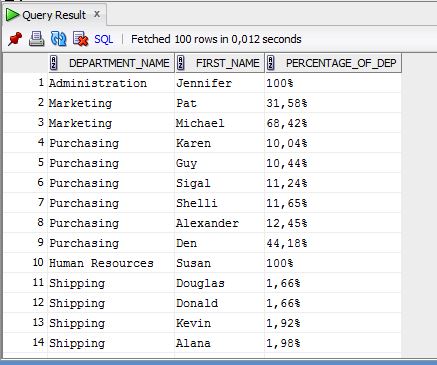 Query Result x
SQL | Fetched 100 rows in 0,012 seconds
DEPARTMENT_NAME FIRST_NAME PERCENTAGE_OF_DEP
1 Administration Jennifer 100%
2 Marketing Pat 31,58%
3 Marketing Michael 68,42%
4 Purchasing Karen 10,04%
5 Purchasing Guy 10,44%
6 Purchasing Sigal 11,24%
7 Purchasing Shelli 11,65%
8 Purchasing Alexander 12,45%
9 Purchasing Den 44,18%
10 Human Resources Susan 100%
11 Shipping Douglas 1,66%
12 Shipping Donald 1,66%
13 Shipping Kevin 1,92%
14 Shipping Alana 1,98%